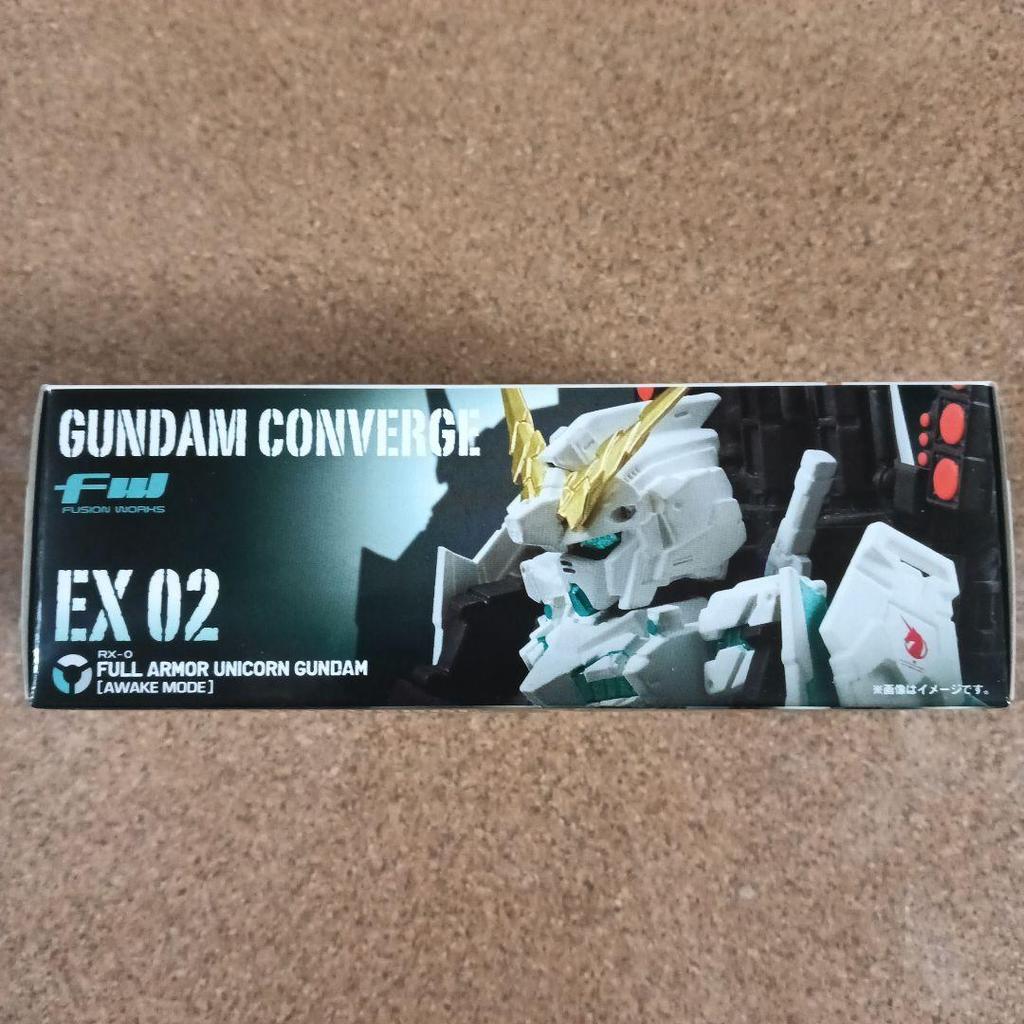 GUNDAM CONVERGE
FW
FUSION WORKS
EX 02
RX-0
FULL ARMOR UNICORN GUNDAM
[AWAKE MODE]
※画像はイメージです。